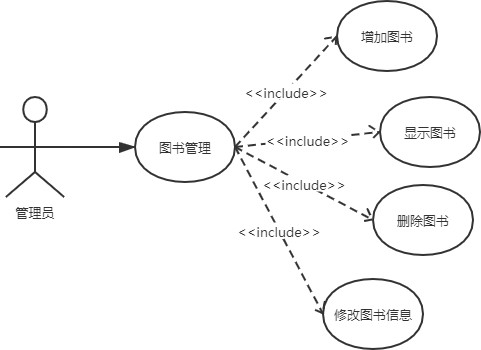 增加图书
<<include>>
显示图书
<<include>>
图书管理
<<include>>
管理员
删除图书
<<include>>
修改图书信息